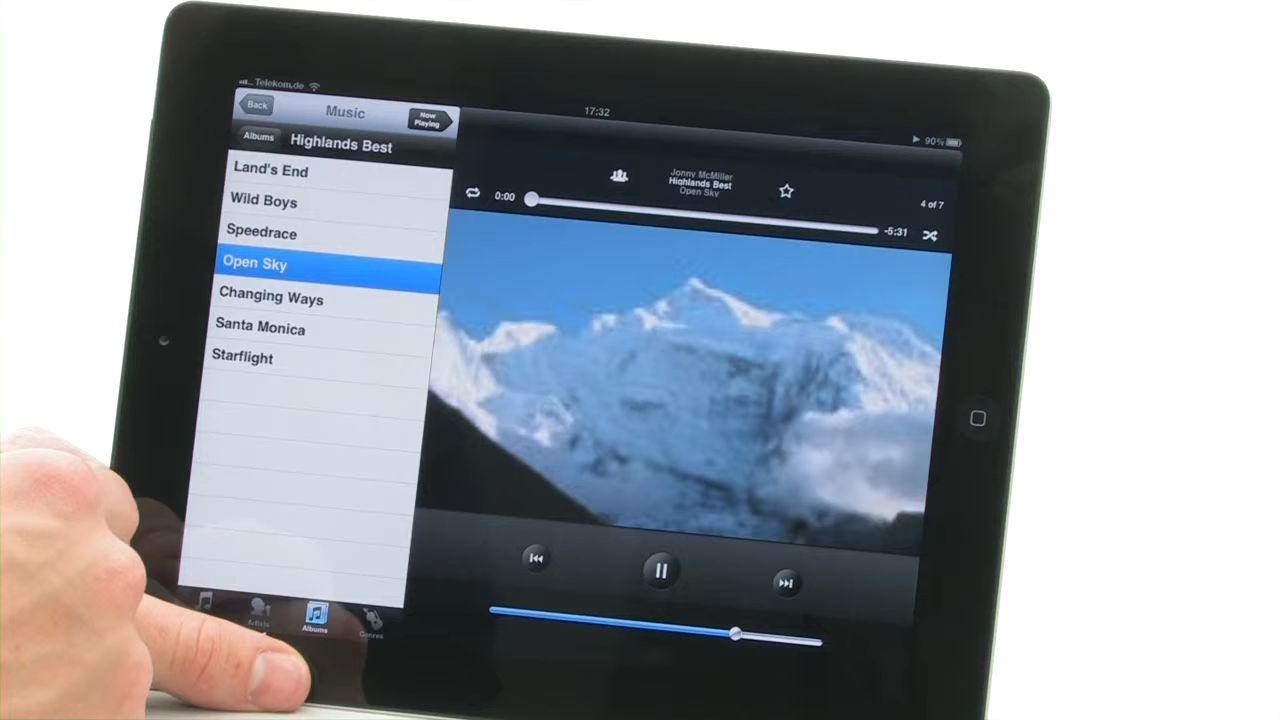 Telekom.de
17:32
90%
Back
Music
Now
Playing
Albums
Highlands Best
Land's End
Wild Boys
Speedrace
Open Sky
Changing Ways
Santa Monica
Starflight
Jonny McMiller
Highlands Best
Open Sky
4 of 7
0:00
-5:31
Artists
Albums
Genres